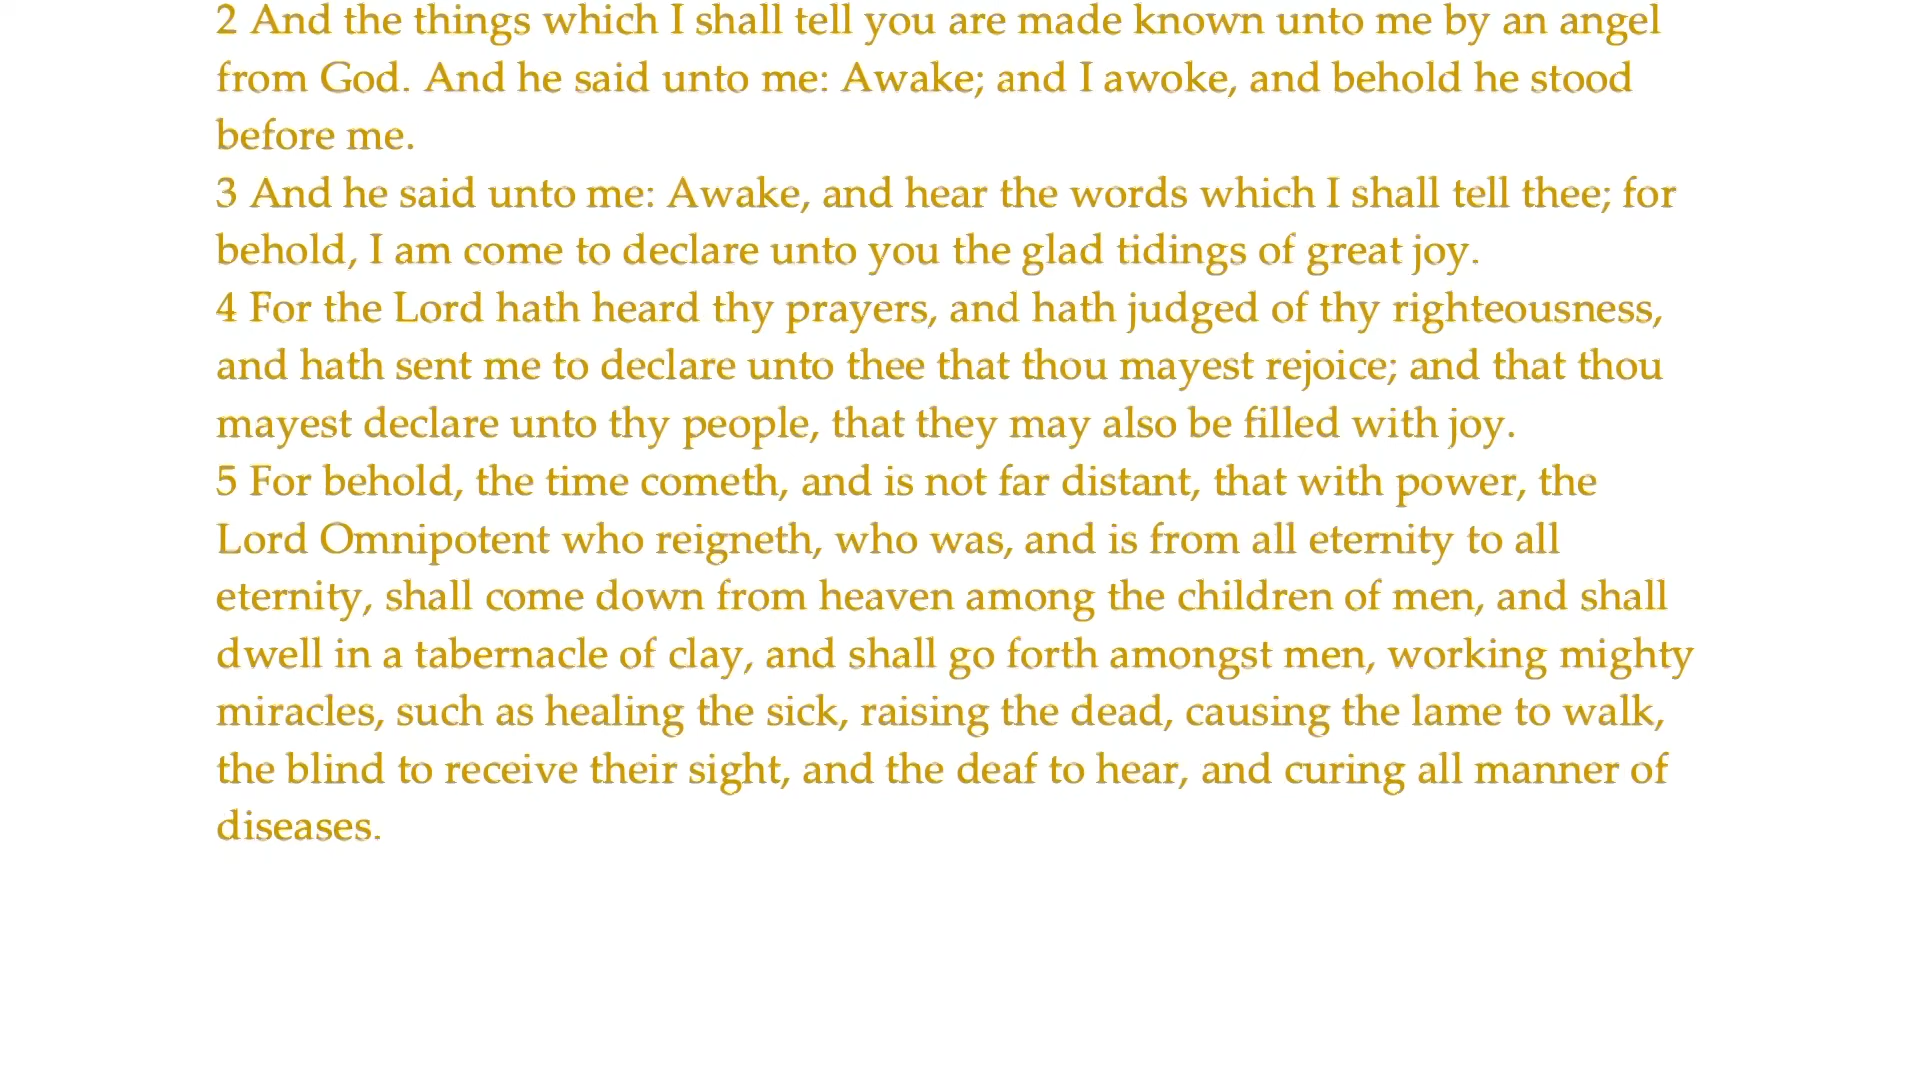 2 And the things which I shall tell you are made known unto me by an angel
from God. And he said unto me: Awake; and I awoke, and behold he stood
before me.
3 And he said unto me: Awake, and hear the words which I shall tell thee; for
behold, I am come to declare unto you the glad tidings of great joy.
4 For the Lord hath heard thy prayers, and hath judged of thy righteousness,
and hath sent me to declare unto thee that thou mayest rejoice; and that thou
mayest declare unto thy people, that they may also be filled with joy.
5 For behold, the time cometh, and is not far distant, that with power, the
Lord Omnipotent who reigneth, who was, and is from all eternity to all
eternity, shall come down from heaven among the children of men, and shall
dwell in a tabernacle of clay, and shall go forth amongst men, working mighty
miracles, such as healing the sick, raising the dead, causing the lame to walk,
the blind to receive their sight, and the deaf to hear, and curing all manner of
diseases.